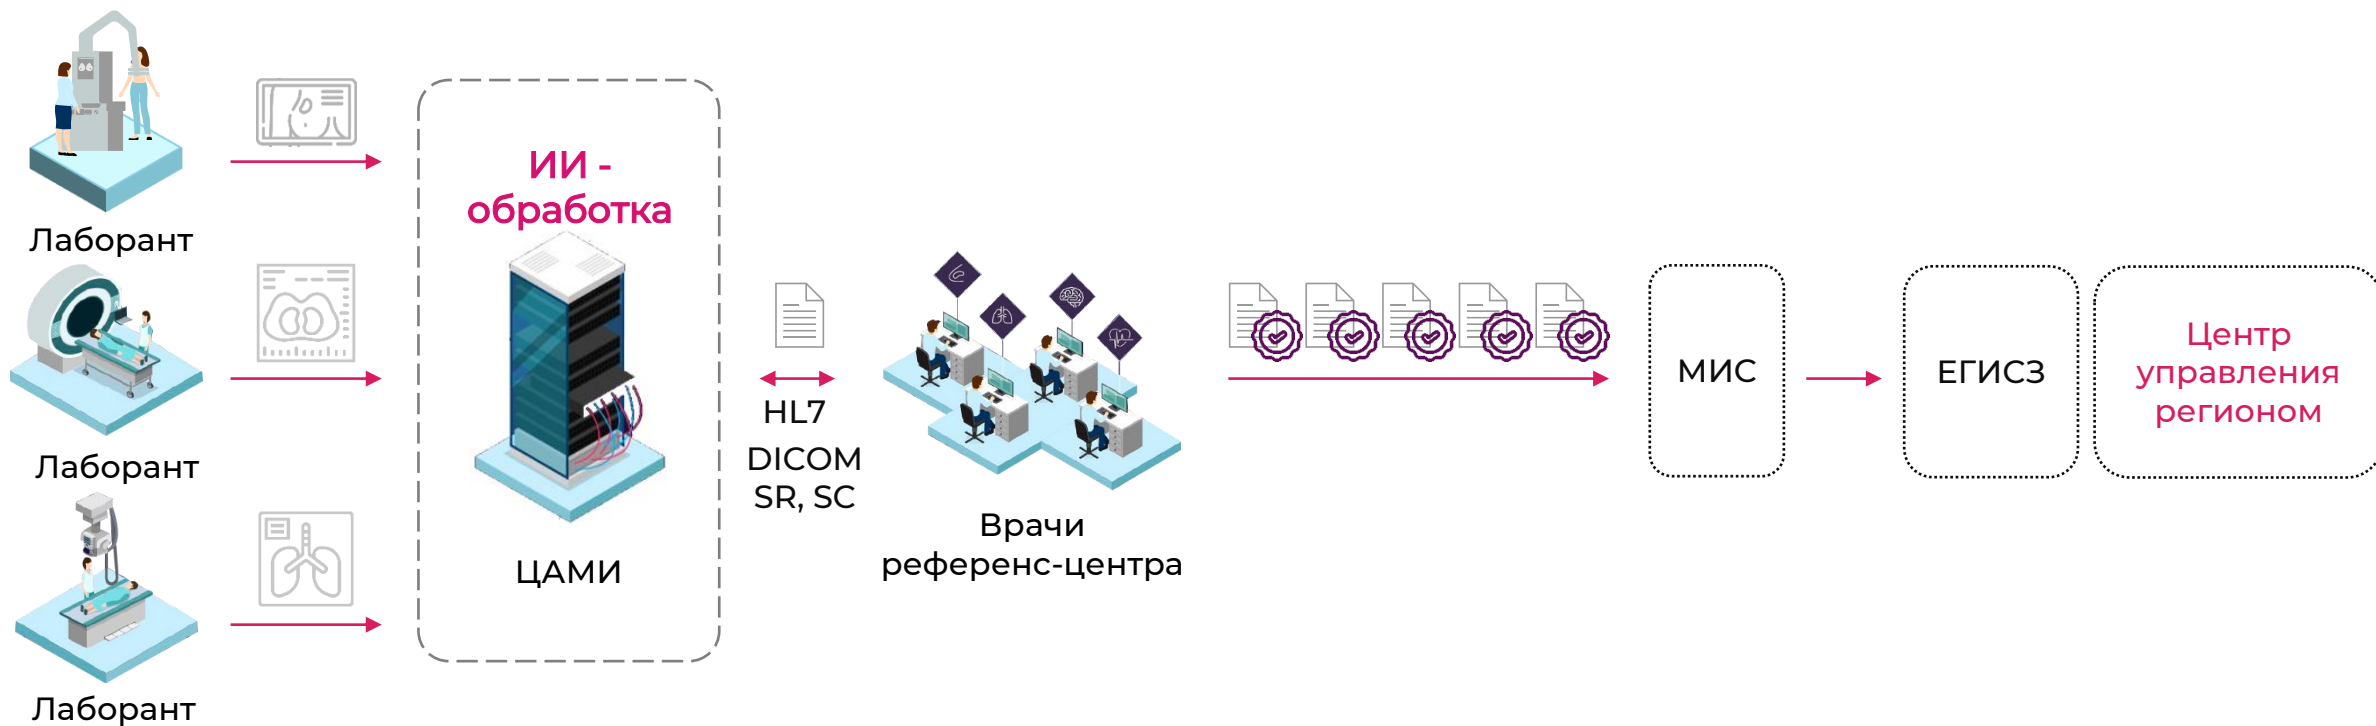 Лаборант
Лаборант
Лаборант
ИИ -
обработка
ЦАМИ
HL7
DICOM
SR, SC
Врачи
референс-центра
МИС
ЕГИСЗ
Центр
управления
регионом